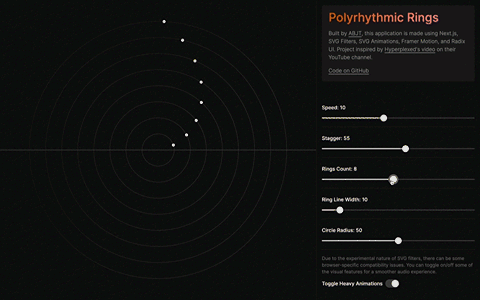 Polyrhythmic Rings
Built by ABJT, this application is made using Next.js,
SVG Filters, SVG Animations, Framer Motion, and Radix
UI. Project inspired by Hyperplexed's video on their
YouTube channel.
Code on GitHub
Speed: 10
Stagger: 55
Rings Count: 8
Ring Line Width: 10
Circle Radius: 50
Due to the experimental nature of SVG filters, there can be some
browser-specific compatibility issues. You can toggle on/off some of
the visual features for a smoother audio experience.
Toggle Heavy Animations